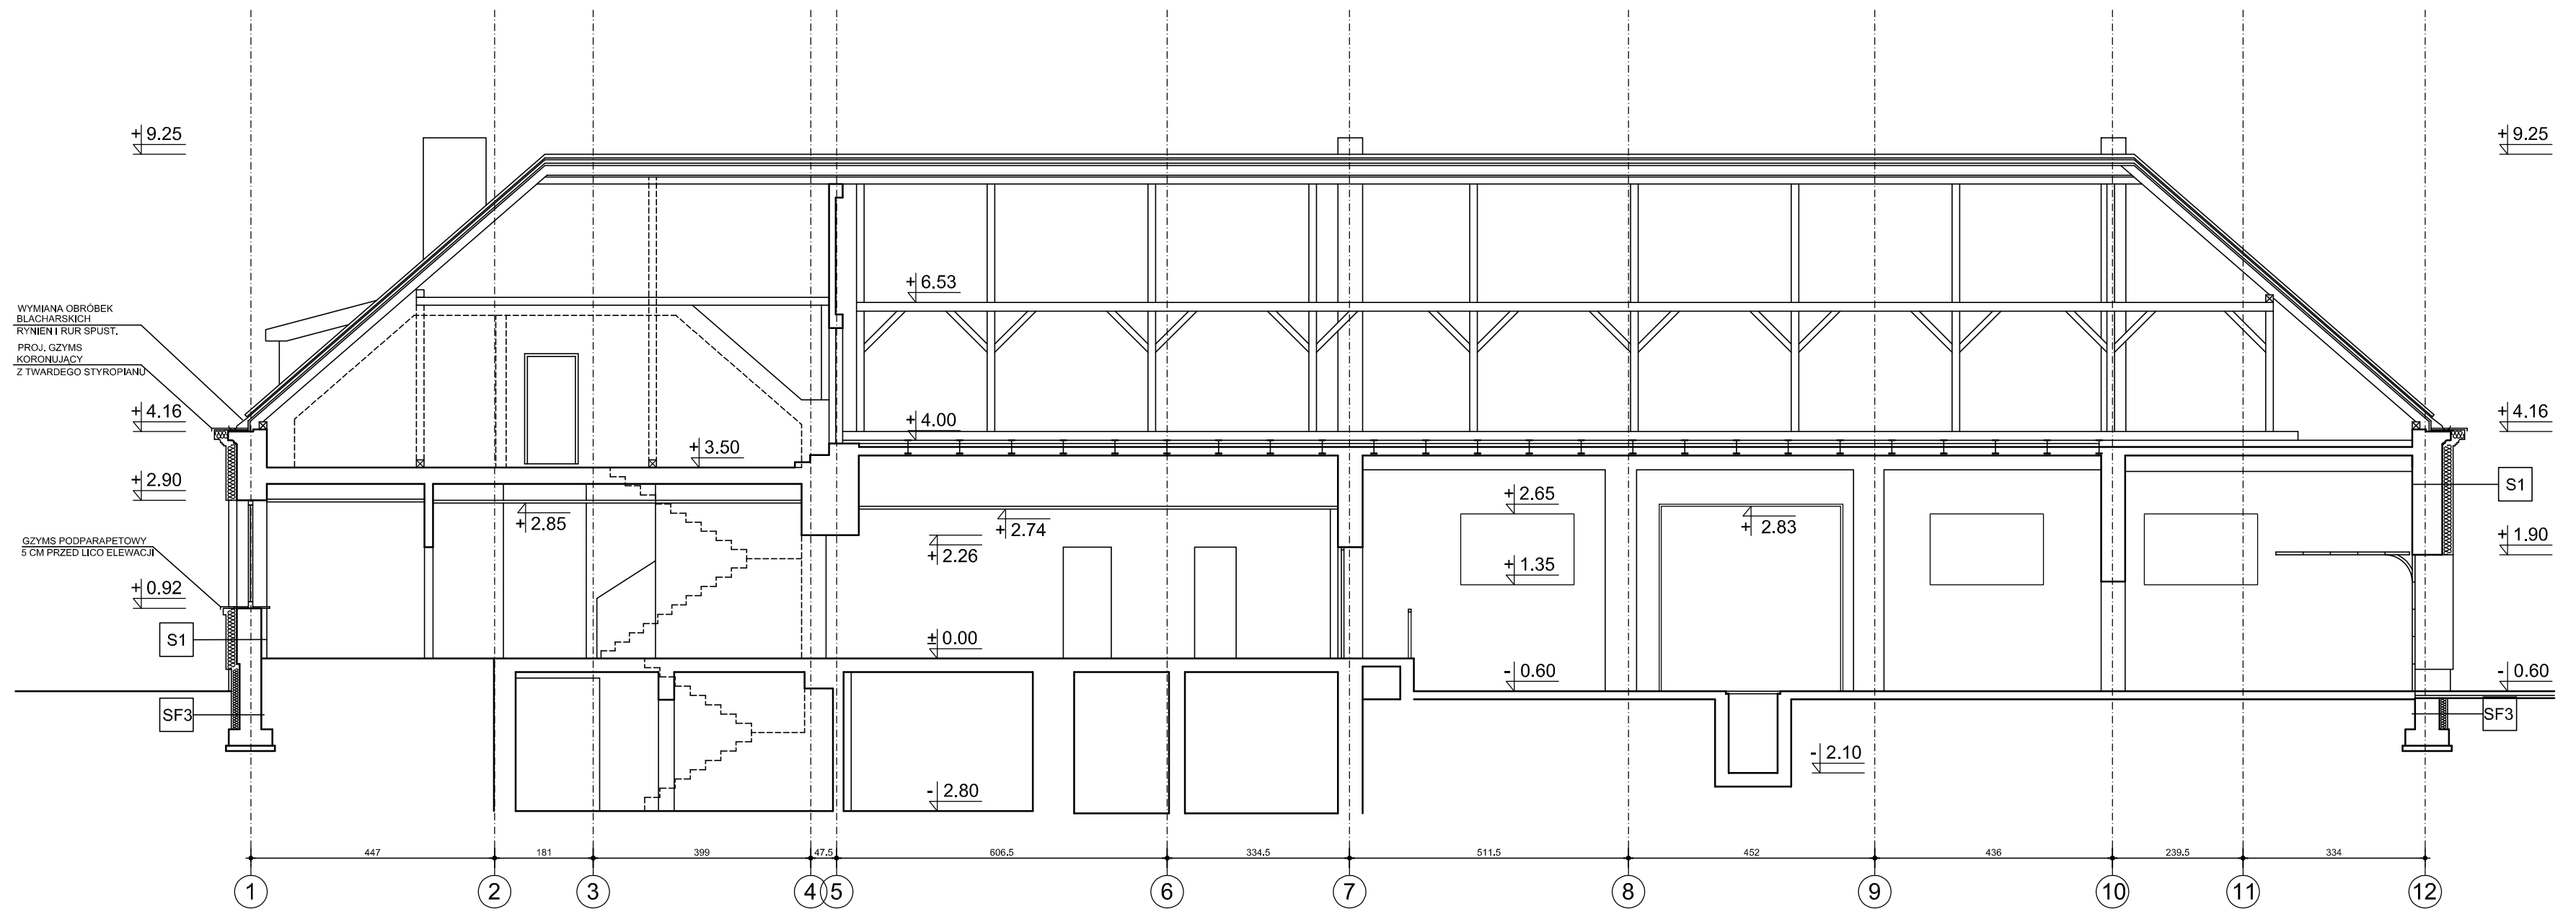 +9.25
+9.25
+6.53
WYMIANA OBRÓBEK
BLACHARSKICH
RYNIEN I RUR SPUST.
PROJ. GZYMS
KORONUJĄCY
Z TWARDEGO STYROPIANU
+4.16
+4.00
+4.16
+3.50
+2.90
S1
+2.65
+2.85
+2.74
+2.83
GZYMS PODPARAPETOWY
5 CM PRZED LICO ELEWACJI
+2.26
+1.90
+0.92
+1.35
S1
±0.00
-0.60
-0.60
SF3
SF3
-2.10
-2.80
447 181 399 47.5 606.5 334.5 511.5 452 436 239.5 334
1 2 3 4 5 6 7 8 9 10 11 12